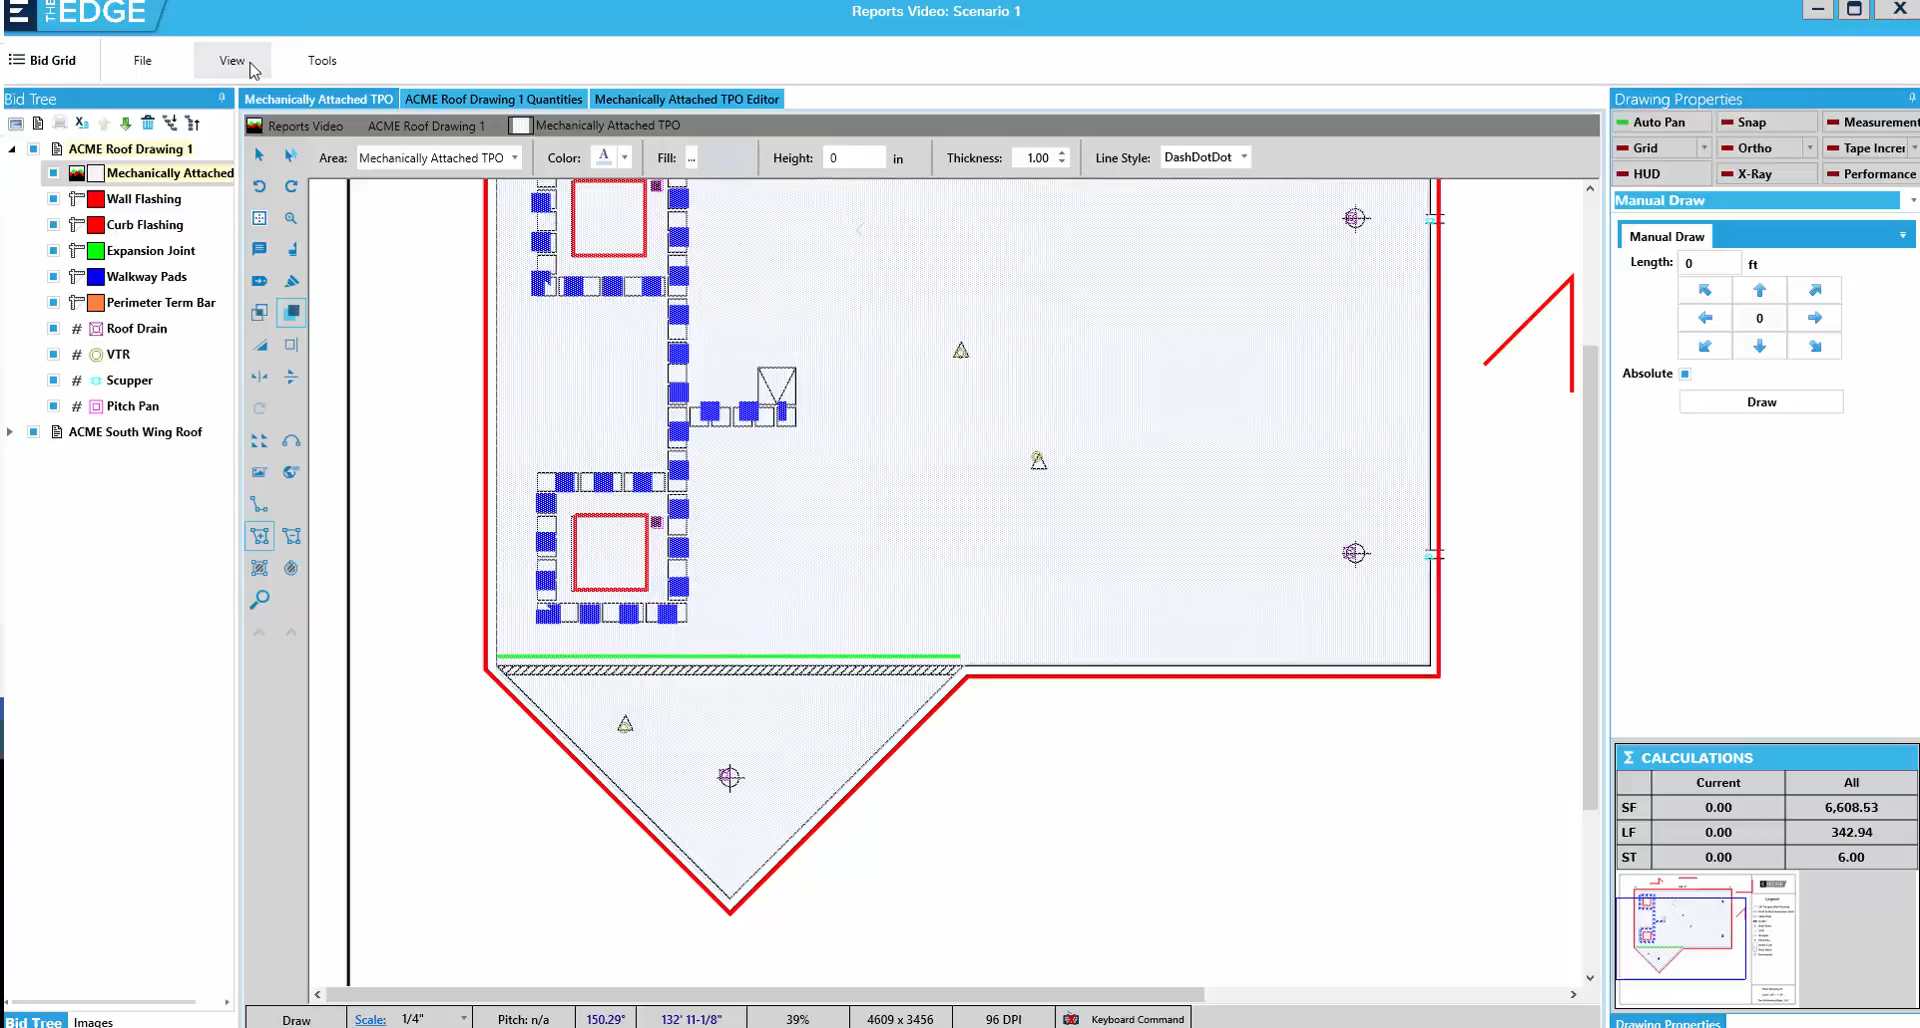 THE EDGE
Reports Video: Scenario 1
Bid Grid
File
View
Tools
Bid Tree
ACME Roof Drawing 1
Mechanically Attached
Wall Flashing
Curb Flashing
Expansion Joint
Walkway Pads
Perimeter Term Bar
# Roof Drain
# VTR
# Scupper
# Pitch Pan
ACME South Wing Roof
Bid Tree
Images
Mechanically Attached TPO
ACME Roof Drawing 1 Quantities
Mechanically Attached TPO Editor
Reports Video
ACME Roof Drawing 1
Mechanically Attached TPO
Area: Mechanically Attached TPO
Color: A
Fill: ...
Height: 0 in
Thickness: 1.00
Line Style: DashDotDot
Draw
Scale: 1/4"
Pitch: n/a
150.29°
132' 11-1/8"
39%
4609 x 3456
96 DPI
Keyboard Command
Drawing Properties
Auto Pan
Snap
Measurement
Grid
Ortho
Tape Increr
HUD
X-Ray
Performance
Manual Draw
Manual Draw
Length: 0 ft
0
Absolute
Draw
Σ CALCULATIONS
Current All
SF 0.00 6,608.53
LF 0.00 342.94
ST 0.00 6.00
Drawing Properties